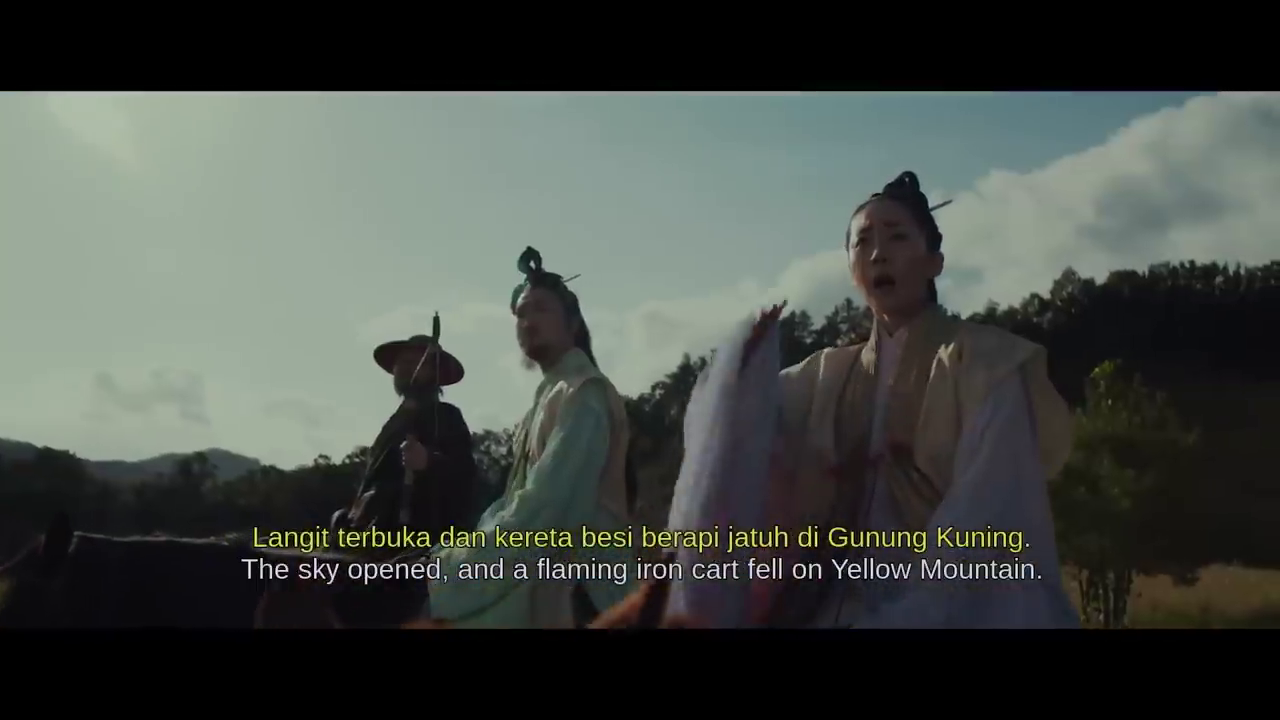 Langit terbuka dan kereta besi berapi jatuh di Gunung Kuning.
The sky opened, and a flaming iron cart fell on Yellow Mountain.